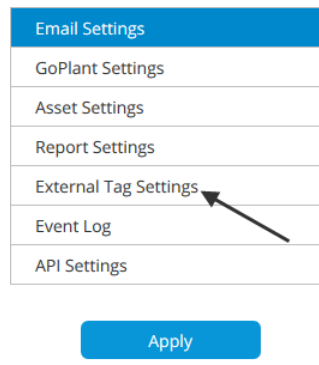 Email Settings
GoPlant Settings
Asset Settings
Report Settings
External Tag Settings
Event Log
API Settings
Apply